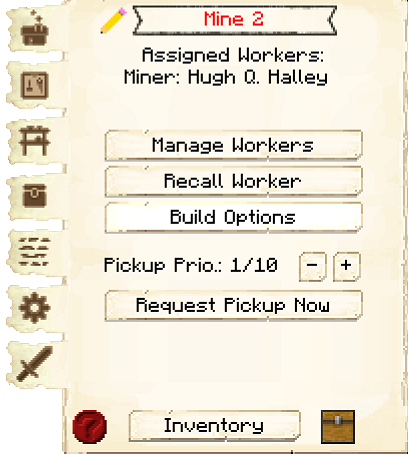 Mine 2
Assigned Workers:
Miner: Hugh Q. Halley
Manage Workers
Recall Worker
Build Options
Pickup Prio.: 1/10 - +
Request Pickup Now
? Inventory